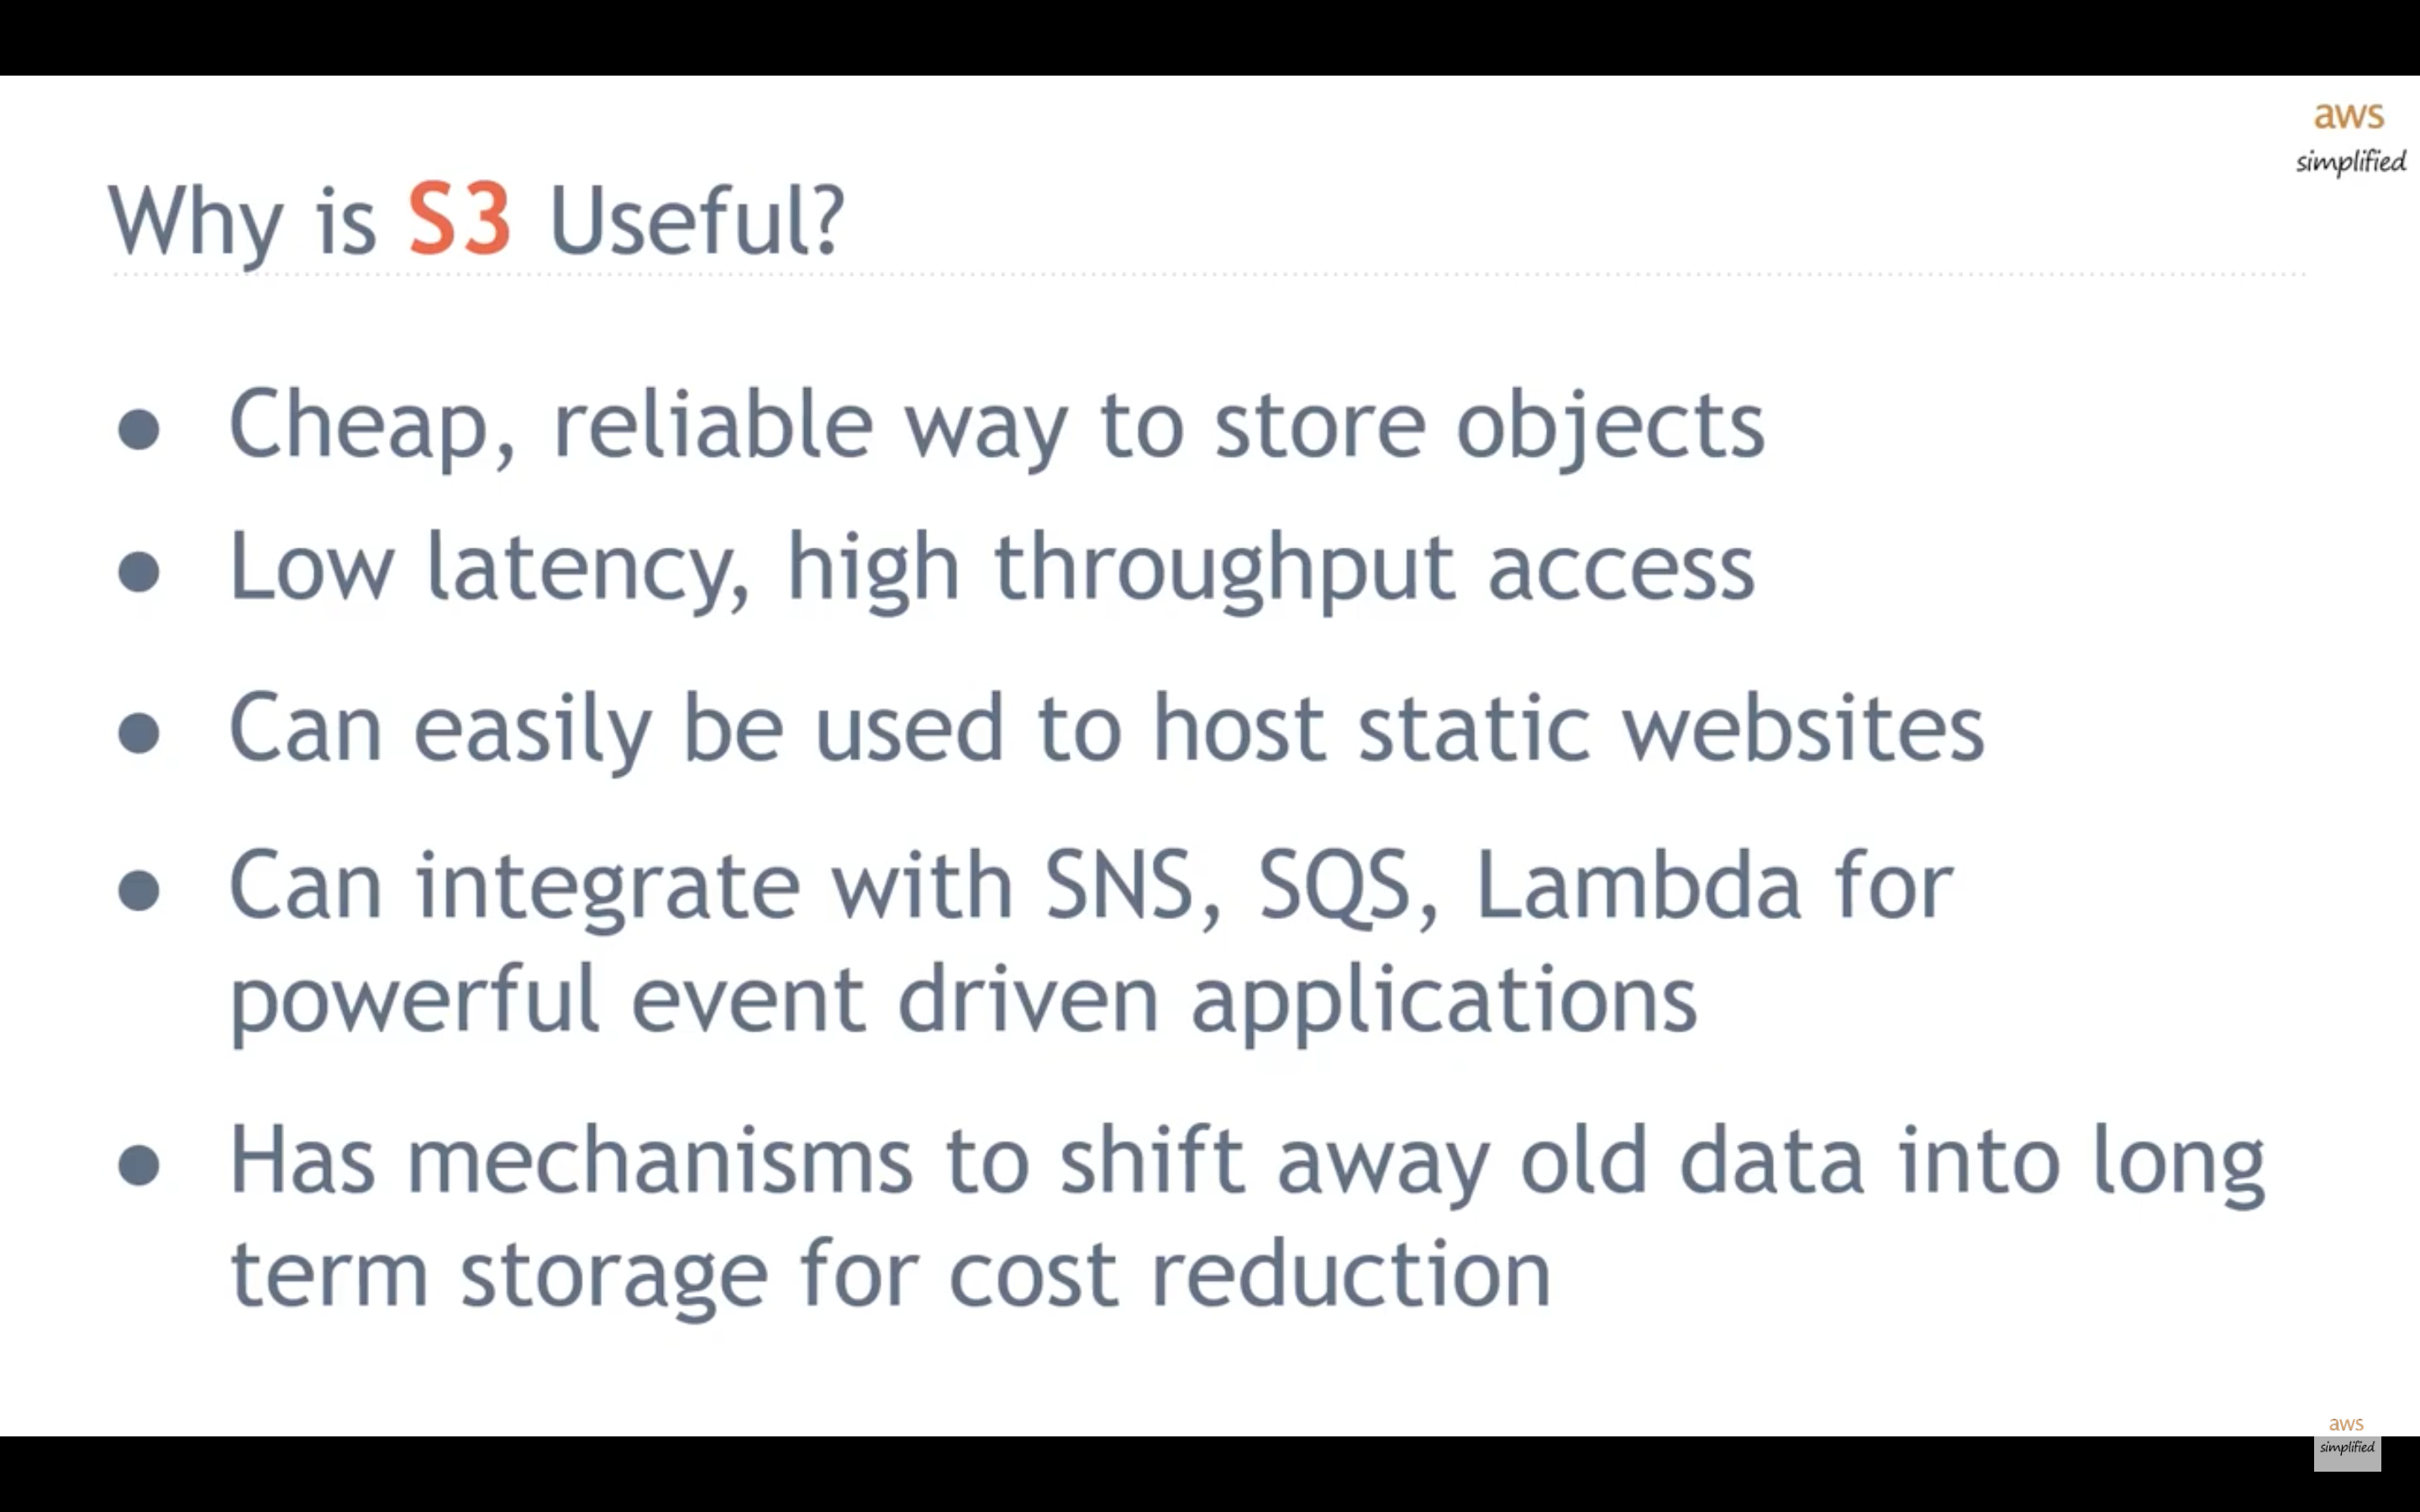 aws
simplified
Why is S3 Useful?
● Cheap, reliable way to store objects
● Low latency, high throughput access
● Can easily be used to host static websites
● Can integrate with SNS, SQS, Lambda for
powerful event driven applications
● Has mechanisms to shift away old data into long
term storage for cost reduction
aws
simplified